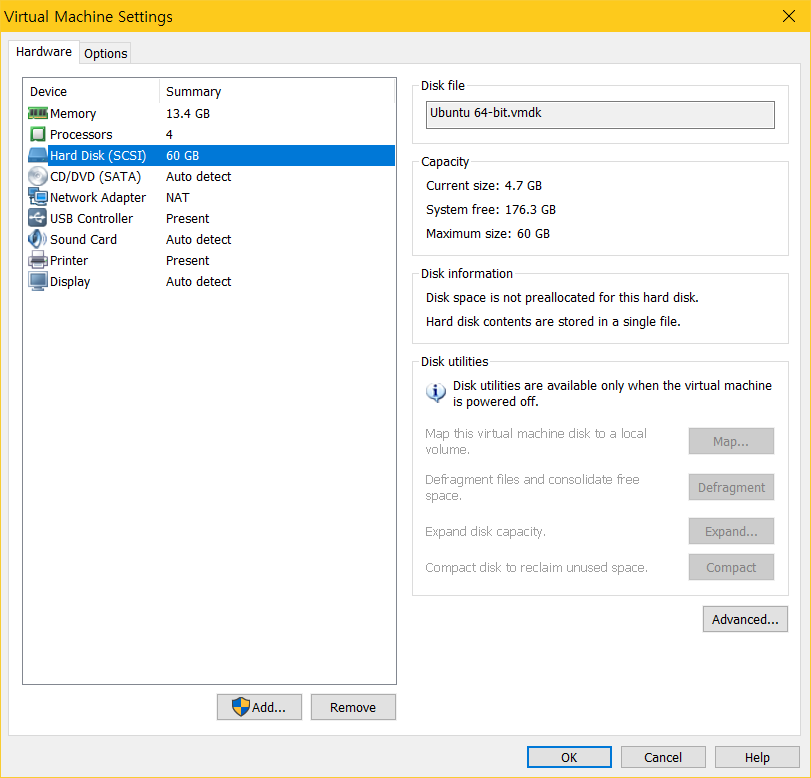 Virtual Machine Settings
Hardware Options
Device Summary
Memory 13.4 GB
Processors 4
Hard Disk (SCSI) 60 GB
CD/DVD (SATA) Auto detect
Network Adapter NAT
USB Controller Present
Sound Card Auto detect
Printer Present
Display Auto detect
Add... Remove
Disk file
Ubuntu 64-bit.vmdk
Capacity
Current size: 4.7 GB
System free: 176.3 GB
Maximum size: 60 GB
Disk information
Disk space is not preallocated for this hard disk.
Hard disk contents are stored in a single file.
Disk utilities
Disk utilities are available only when the virtual machine
is powered off.
Map this virtual machine disk to a local
volume.
Map...
Defragment files and consolidate free
space.
Defragment
Expand disk capacity.
Expand...
Compact disk to reclaim unused space.
Compact
Advanced...
OK Cancel Help